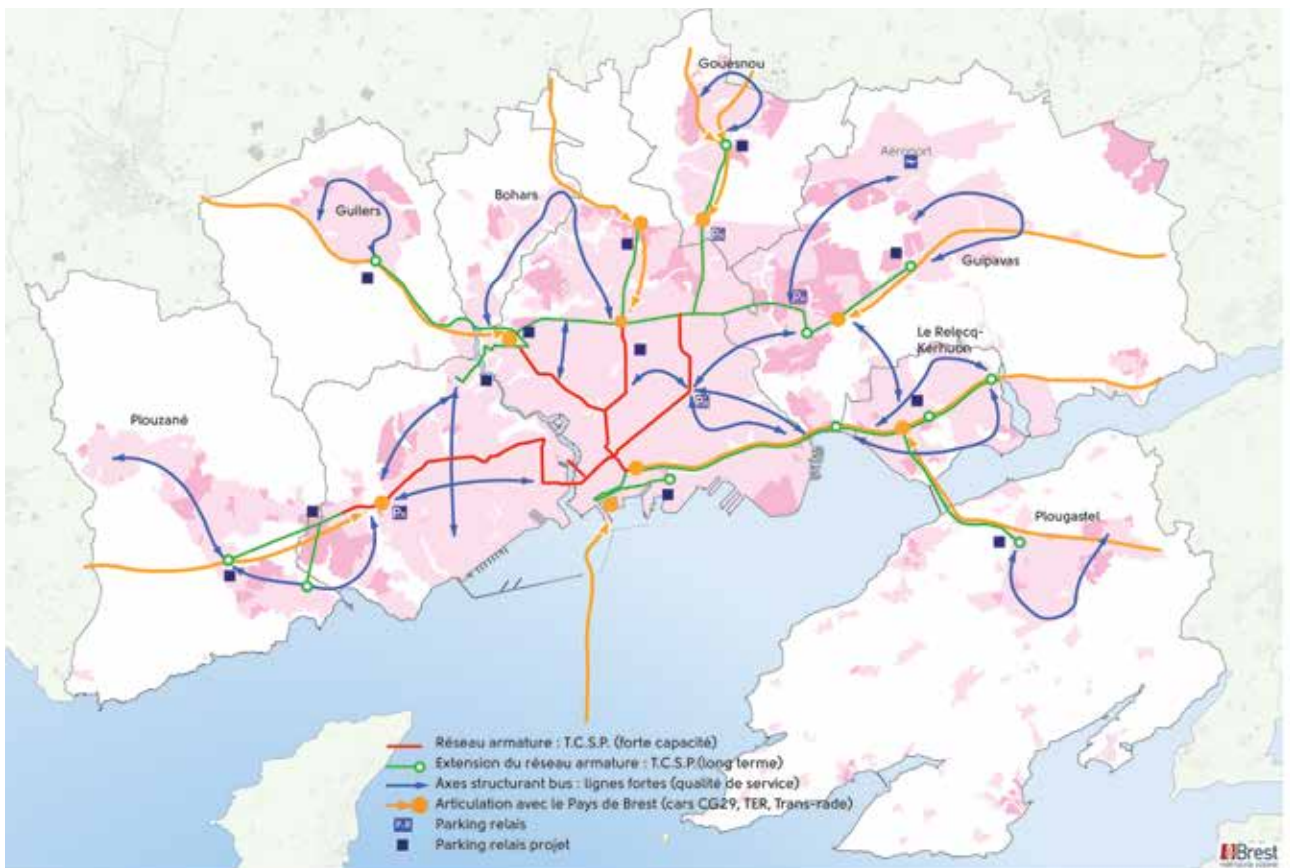 Gouesnou
Aéroport
Bohars
Guilers
Guipavas
Le Relecq-
Kerhuon
Plouzané
Plougastel
Réseau armature : T.C.S.P. (forte capacité)
Extension du réseau armature : T.C.S.P.(long terme)
Axes structurant bus : lignes fortes (qualité de service)
Articulation avec le Pays de Brest (cars CG29, TER, Trans-rade)
P.R Parking relais
Parking relais projet
Brest